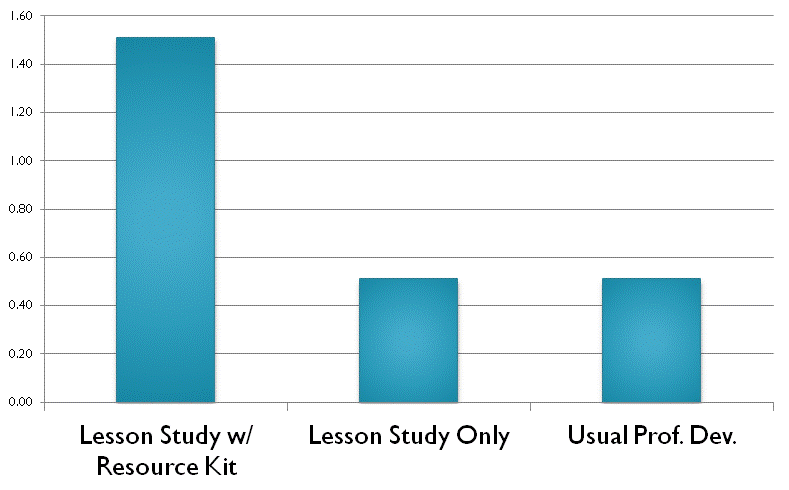 1.60
1.40
1.20
1.00
0.80
0.60
0.40
0.20
0.00
Lesson Study w/
Resource Kit
Lesson Study Only
Usual Prof. Dev.